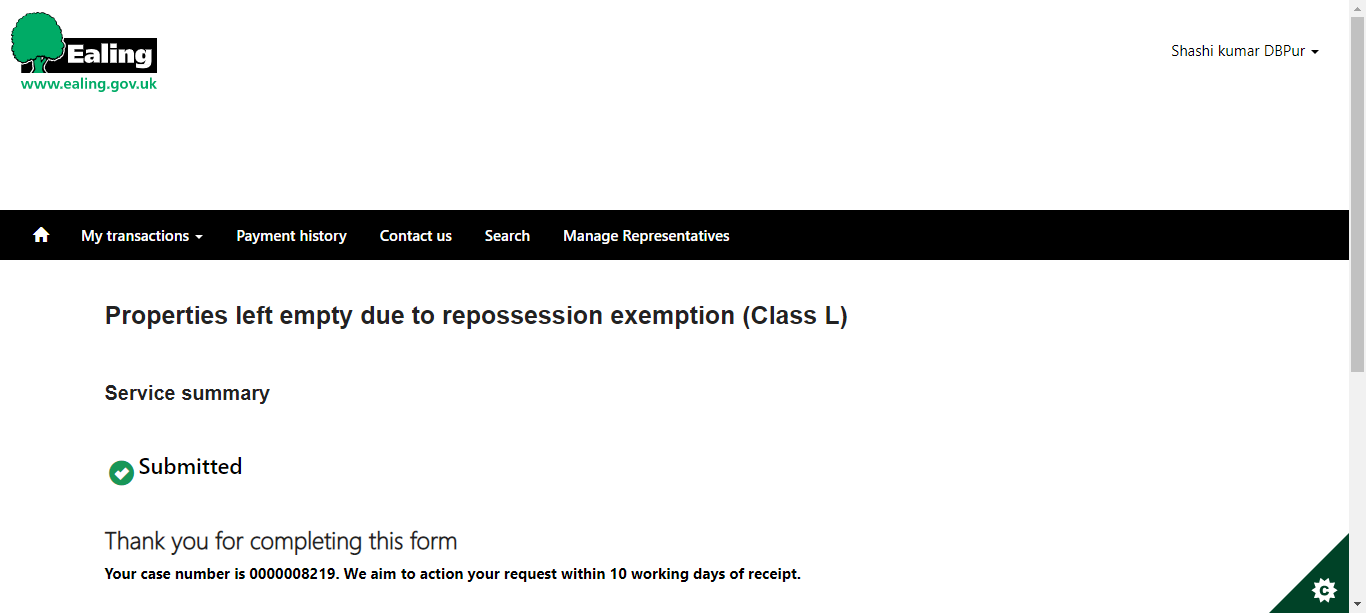 Ealing
www.ealing.gov.uk
Shashi kumar DBPur
My transactions Payment history Contact us Search Manage Representatives
Properties left empty due to repossession exemption (Class L)
Service summary
Submitted
Thank you for completing this form
Your case number is 0000008219. We aim to action your request within 10 working days of receipt.
C